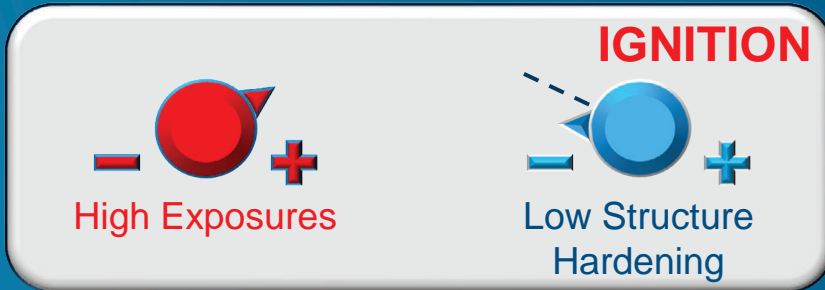 IGNITION
− +
− +
High Exposures
Low Structure
Hardening